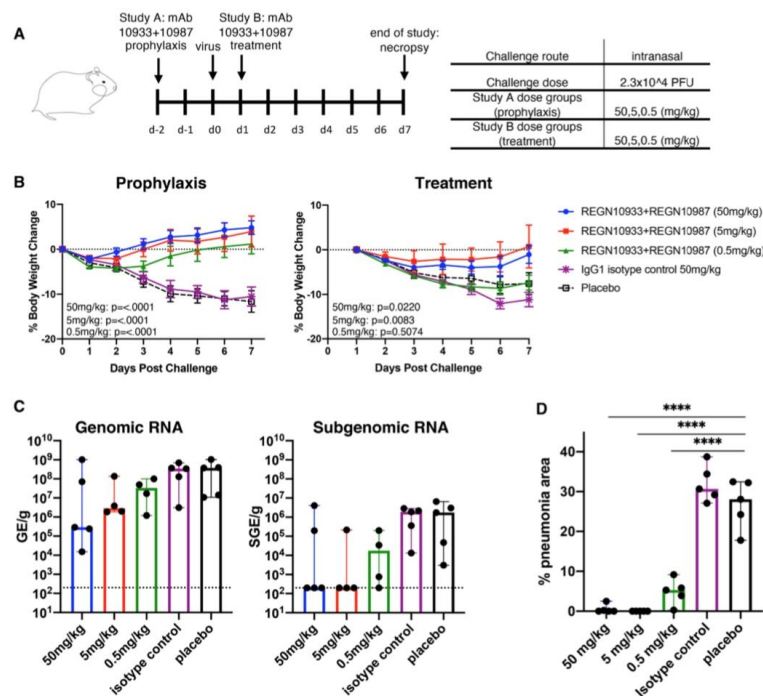 A
Study A: mAb
10933+10987
prophylaxis
virus
Study B: mAb
10933+10987
treatment
end of study:
necropsy
d-2 d-1 d0 d1 d2 d3 d4 d5 d6 d7
Challenge route intranasal
Challenge dose 2.3x10^4 PFU
Study A dose groups
(prophylaxis) 50,5,0.5 (mg/kg)
Study B dose groups
(treatment) 50,5,0.5 (mg/kg)
B
Prophylaxis
% Body Weight Change
10
0
-10
-20
50mg/kg: p=<.0001
5mg/kg: p=<.0001
0.5mg/kg: p=<.0001
0 1 2 3 4 5 6 7
Days Post Challenge
Treatment
% Body Weight Change
10
0
-10
-20
50mg/kg: p=0.0220
5mg/kg: p=0.0083
0.5mg/kg: p=0.5074
0 1 2 3 4 5 6 7
Days Post Challenge
REGN10933+REGN10987 (50mg/kg)
REGN10933+REGN10987 (5mg/kg)
REGN10933+REGN10987 (0.5mg/kg)
IgG1 isotype control 50mg/kg
Placebo
C
Genomic RNA
GE/g
10^10
10^9
10^8
10^7
10^6
10^5
10^4
10^3
10^2
10^1
50mg/kg
5mg/kg
0.5mg/kg
isotype control
placebo
Subgenomic RNA
SGE/g
10^10
10^9
10^8
10^7
10^6
10^5
10^4
10^3
10^2
10^1
50mg/kg
5mg/kg
0.5mg/kg
isotype control
placebo
D
****
****
****
% pneumonia area
40
30
20
10
0
50 mg/kg
5 mg/kg
0.5 mg/kg
Isotype control
placebo